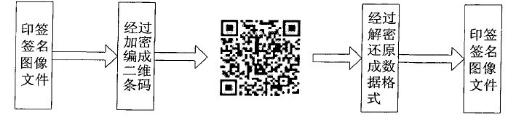 印签
签名
图像
文件
经过
加密
编成
二维
条码
经过
解密
还原
成数
据格
式
印签
签名
图像
文件